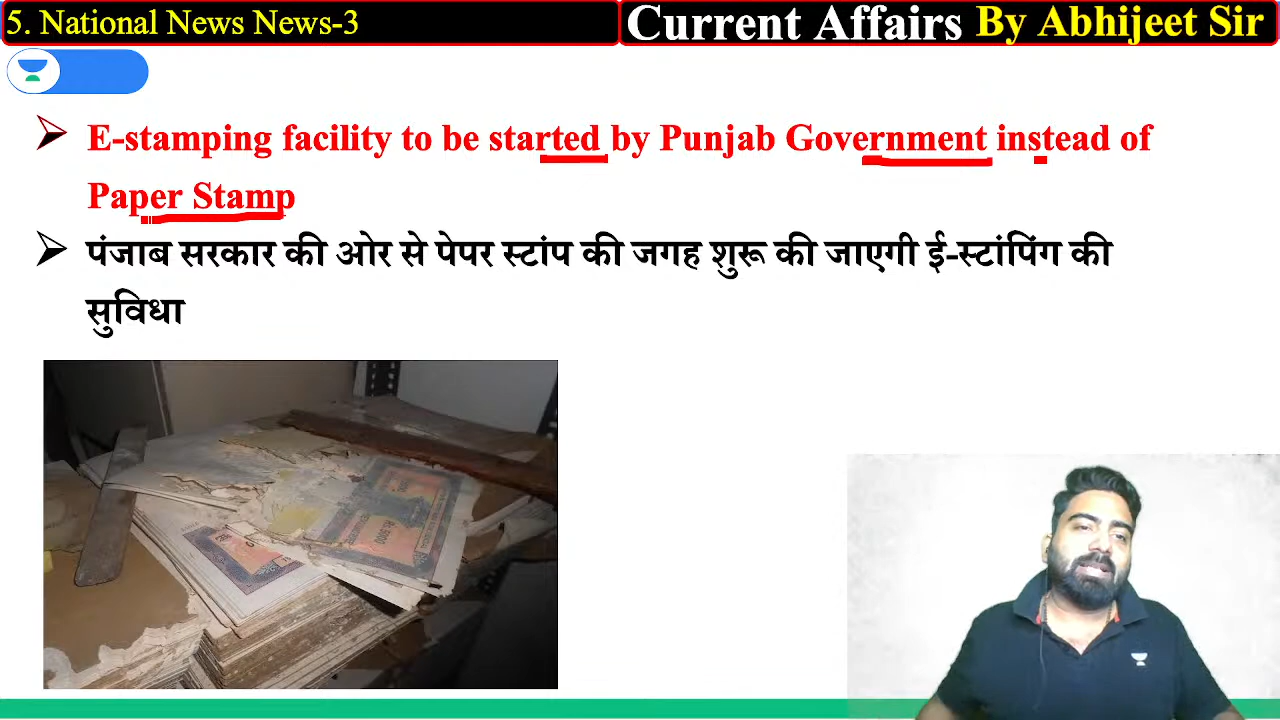 5. National News News-3
Current Affairs By Abhijeet Sir
E-stamping facility to be started by Punjab Government instead of
Paper Stamp
पंजाब सरकार की ओर से पेपर स्टांप की जगह शुरू की जाएगी ई-स्टांपिंग की
सुविधा